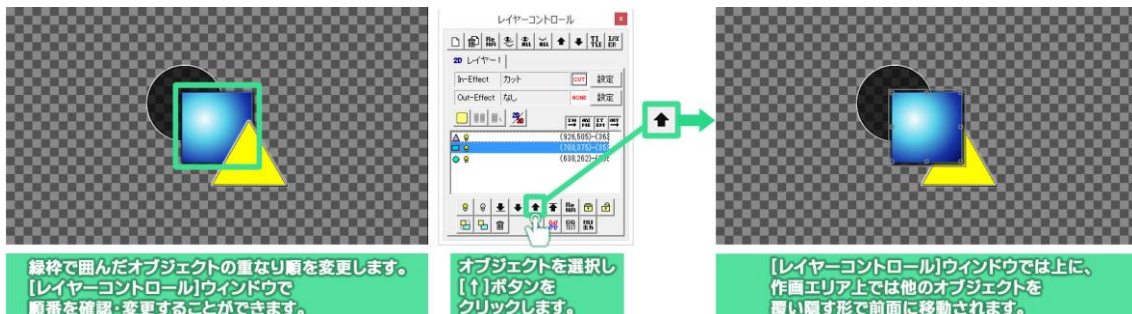 レイヤーコントロール
2D レイヤー1
In-Effect カット CUT 設定
Out-Effect なし NONE 設定
(926,505)-(363
(788,375)-(353
(638,262)-(
緑枠で囲んだオブジェクトの重なり順を変更します。
[レイヤーコントロール]ウィンドウで
順番を確認・変更することができます。
オブジェクトを選択し
[↑]ボタンを
クリックします。
[レイヤーコントロール]ウィンドウでは上に、
作画エリア上では他のオブジェクトを
覆い隠す形で前面に移動されます。